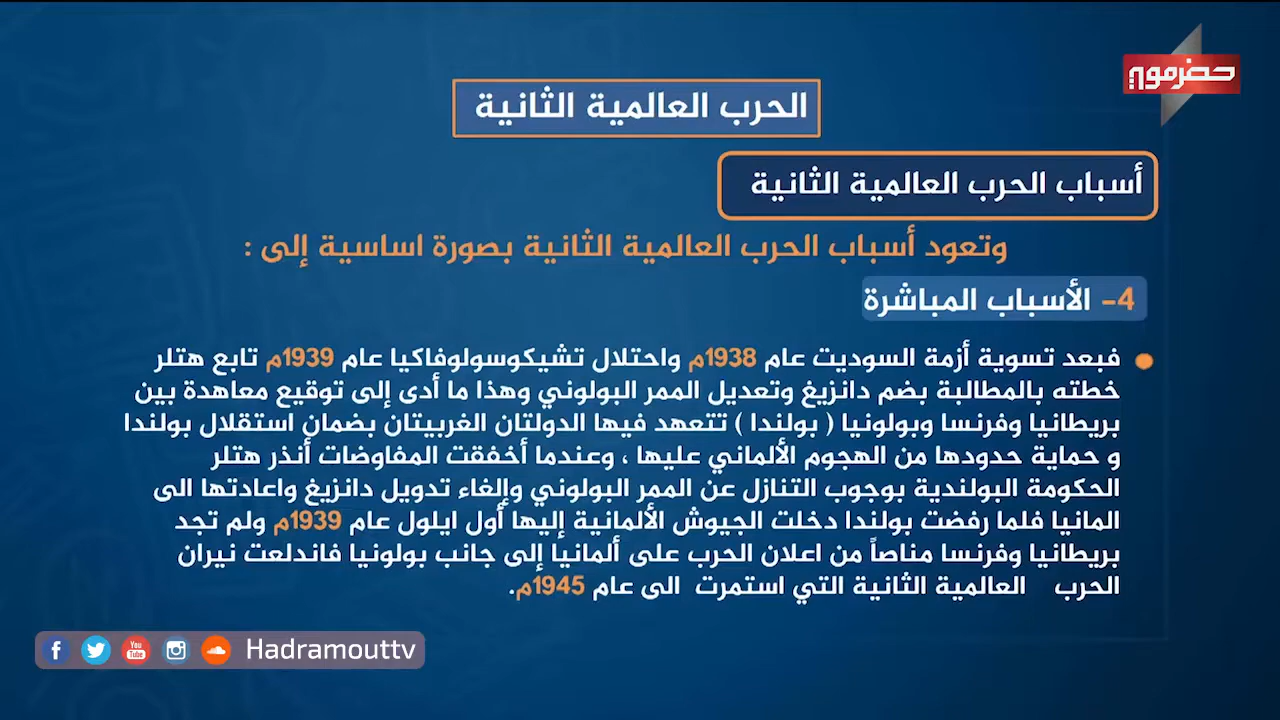 حضرموت
الحرب العالمية الثانية
أسباب الحرب العالمية الثانية
وتعود أسباب الحرب العالمية الثانية بصورة اساسية إلى :
4- الأسباب المباشرة
فبعد تسوية أزمة السوديت عام 1938م واحتلال تشيكوسولوفاكيا عام 1939م تابع هتلر
خطته بالمطالبة بضم دانزيغ وتعديل الممر البولوني وهذا ما أدى إلى توقيع معاهدة بين
بريطانيا وفرنسا وبولونيا ( بولندا ) تتعهد فيها الدولتان الغربيتان بضمان استقلال بولندا
و حماية حدودها من الهجوم الألماني عليها ، وعندما أخفقت المفاوضات أنذر هتلر
الحكومة البولندية بوجوب التنازل عن الممر البولوني وإلغاء تدويل دانزيغ واعادتها الى
المانيا فلما رفضت بولندا دخلت الجيوش الألمانية إليها أول ايلول عام 1939م ولم تجد
بريطانيا وفرنسا مناصاً من اعلان الحرب على ألمانيا إلى جانب بولونيا فاندلعت نيران
الحرب العالمية الثانية التي استمرت الى عام 1945م.
Hadramouttv